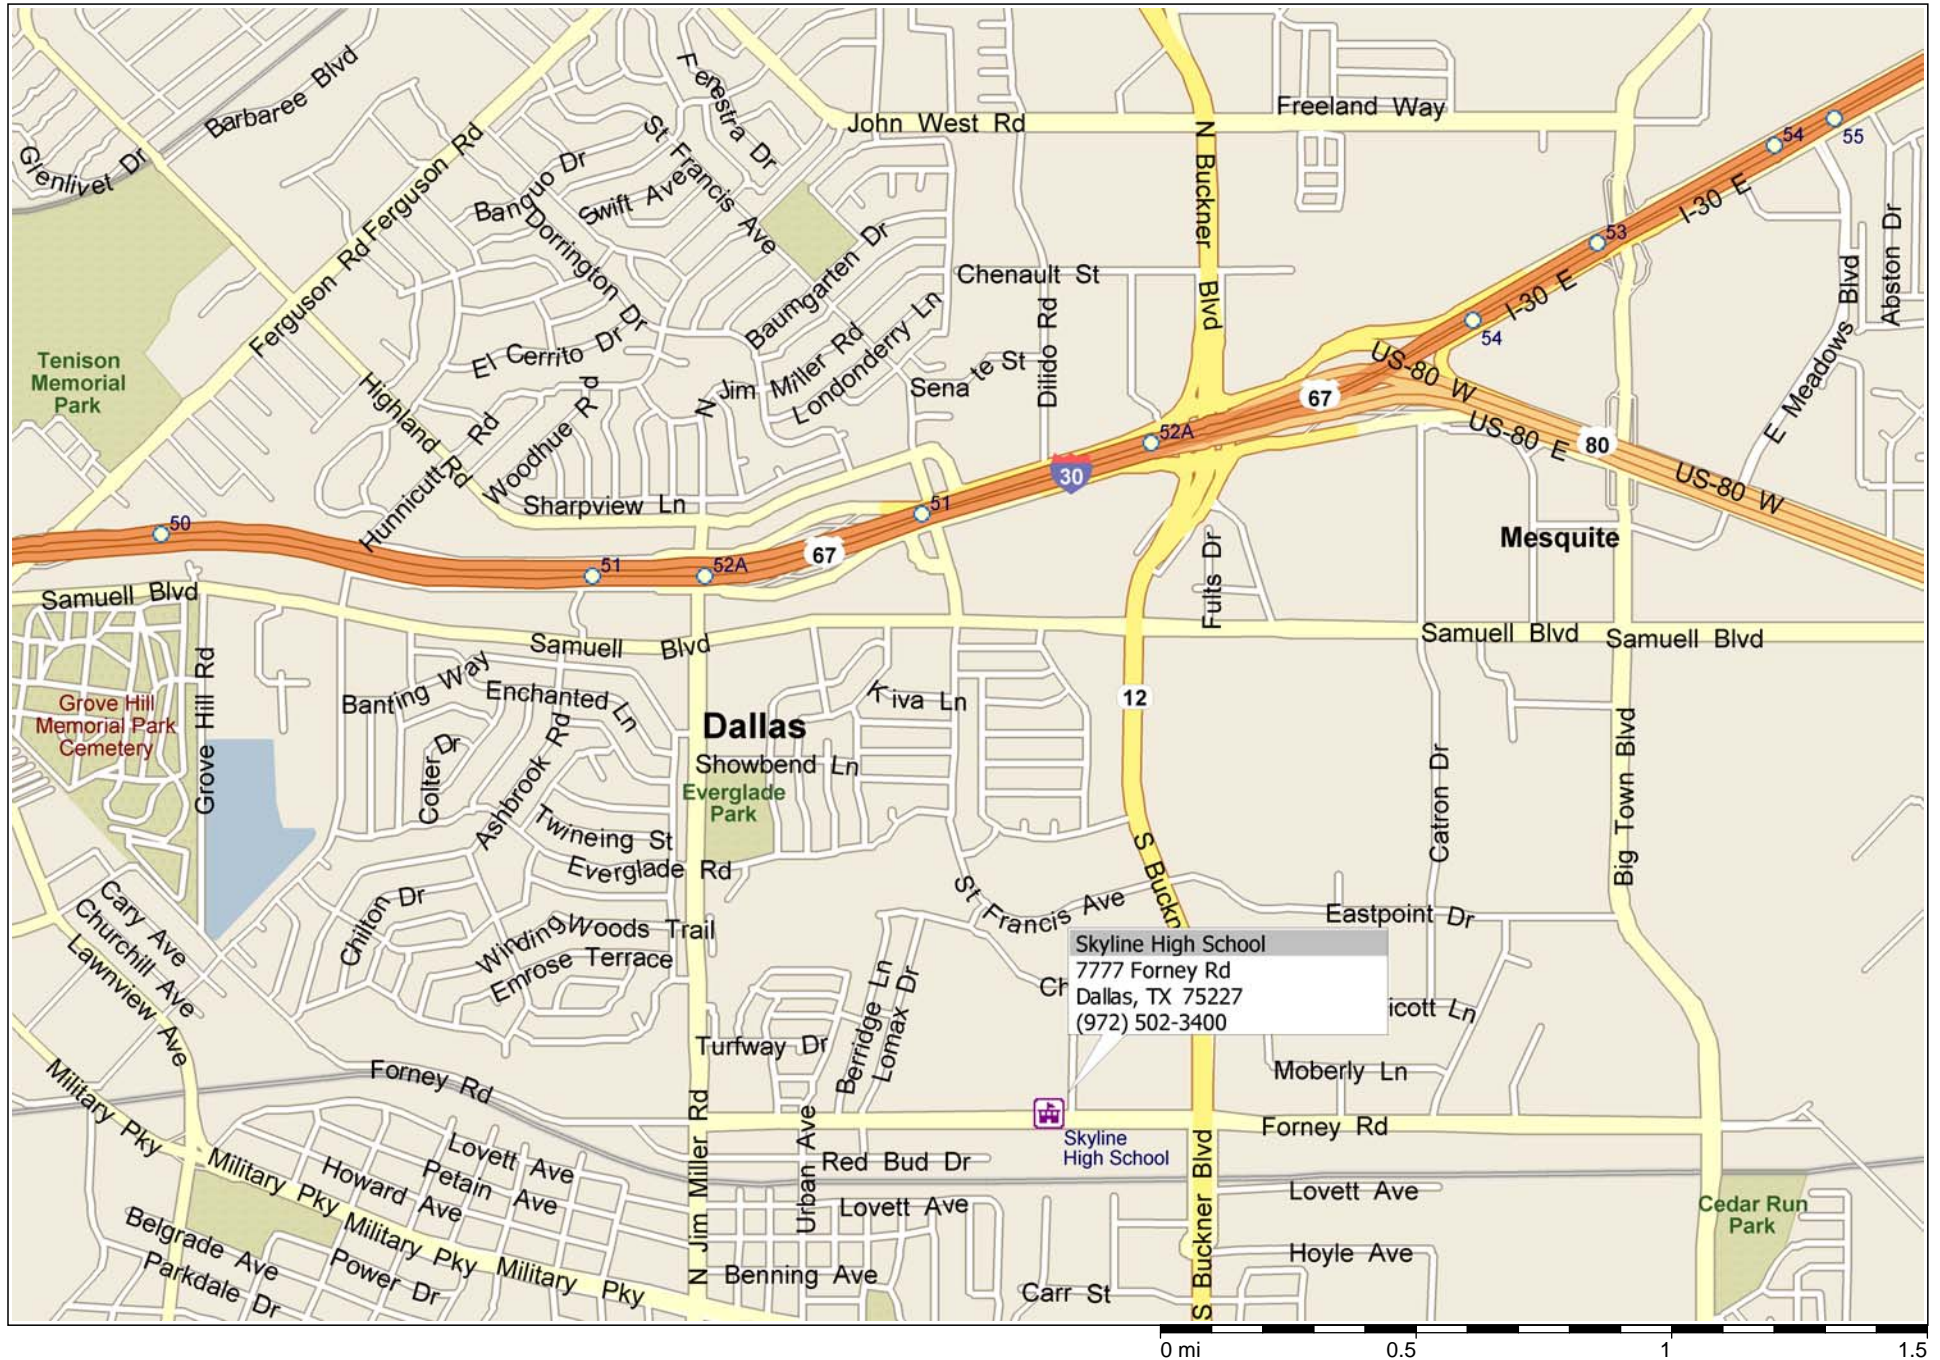 Barbaree Blvd
Glenlivet Dr
Ferguson Rd
Ferguson Rd
Banquo Dr
Swift Ave
St Francis Ave
Fenestra Dr
John West Rd
Freeland Way
N Buckner Blvd
54
55
53
I-30 E
I-30 E
54
Abston Dr
E Meadows Blvd
Dorrington Dr
Baumgarten Dr
Chenault St
Dilido Rd
Tenison
Memorial
Park
El Cerrito Dr
N Jim Miller Rd
Londonderry Ln
Senate St
Highland Rd
Hunnicutt Rd
Woodhue Rd
Sharpview Ln
US-80 W
67
US-80 E
80
US-80 W
52A
30
50
51
52A
67
51
Mesquite
Fults Dr
Samuell Blvd
Samuell Blvd
Samuell Blvd
Samuell Blvd
Grove Hill Rd
Grove Hill
Memorial Park
Cemetery
Banting Way
Enchanted Ln
Kiva Ln
12
Dallas
Colter Dr
Ashbrook Rd
Showbend Ln
Everglade
Park
Catron Dr
Big Town Blvd
Twineing St
Everglade Rd
S Buckn
Cary Ave
Churchill Ave
Lawnview Ave
Chilton Dr
Winding Woods Trail
Emrose Terrace
St Francis Ave
Eastpoint Dr
Skyline High School
7777 Forney Rd
Dallas, TX 75227
(972) 502-3400
Ch
icott Ln
Berridge Ln
Lomax Dr
Turfway Dr
Moberly Ln
Forney Rd
Military Pky
Forney Rd
Skyline
High School
N Jim Miller Rd
Urban Ave
Red Bud Dr
S Buckner Blvd
Lovett Ave
Petain Ave
Howard Ave
Military Pky
Military Pky
Military Pky
Lovett Ave
Lovett Ave
Cedar Run
Park
Belgrade Ave
Parkdale Dr
Power Dr
Benning Ave
Hoyle Ave
Carr St
0 mi 0.5 1 1.5